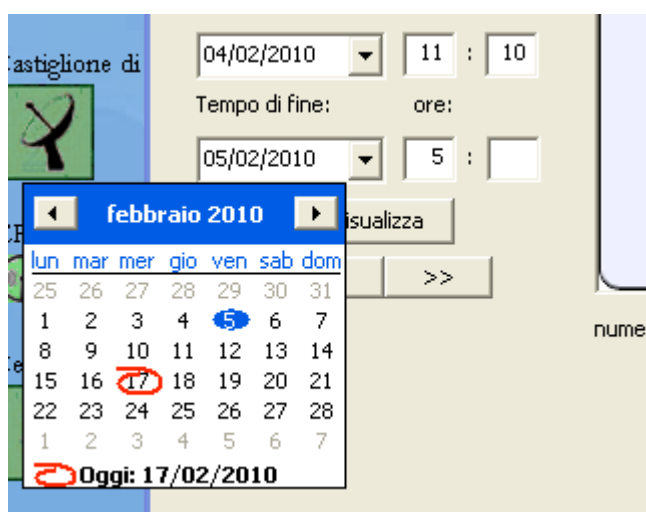 04/02/2010 11 : 10
astiglione di
Tempo di fine: ore:
05/02/2010 5 :
febbraio 2010
isualizza
lun mar mer gio ven sab dom
>>
25 26 27 28 29 30 31
1 2 3 4 5 6 7
nume
8 9 10 11 12 13 14
15 16 17 18 19 20 21
22 23 24 25 26 27 28
1 2 3 4 5 6 7
Oggi: 17/02/2010